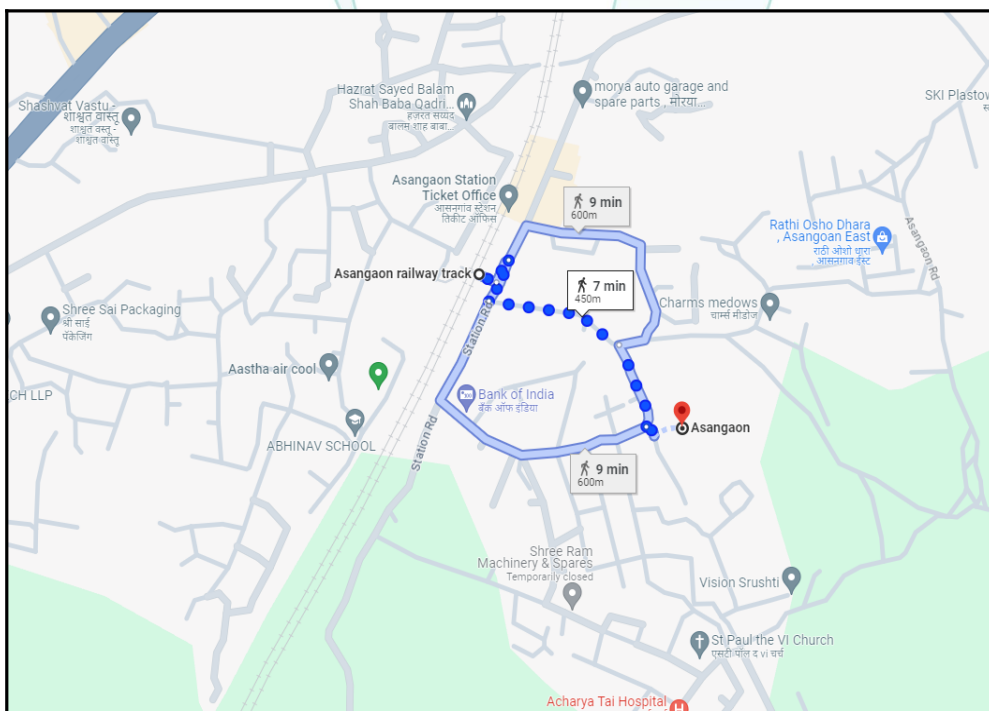 morya auto garage and
spare parts , मोरया...
Hazrat Sayed Balam
Shah Baba Qadri...
हज़रत सय्यद
बालम शाह बाबा...
SKI Plastow
Shashvat Vastu -
शाश्वत वास्तू
शाश्वत वस्तू -
शाश्वत वास्तू
Asangaon Station
Ticket Office
आसनगांव स्टेशन
तिकीट ऑफिस
9 min
600m
Rathi Osho Dhara
, Asangoan East
राठी ओशो धारा
, आसनगाव ईस्ट
Asangaon Rd
Asangaon railway track
7 min
450m
Shree Sai Packaging
श्री साई
पॅकेजिंग
Charms medows
चार्म्स मीडोज
Station Rd
Aastha air cool
CH LLP
Bank of India
बँक ऑफ इंडिया
ABHINAV SCHOOL
Station Rd
Asangaon
9 min
600m
Shree Ram
Machinery & Spares
Temporarily closed
Vision Srushti
St Paul the VI Church
एसटी पॉल द vi चर्च
Acharya Tai Hospital
H